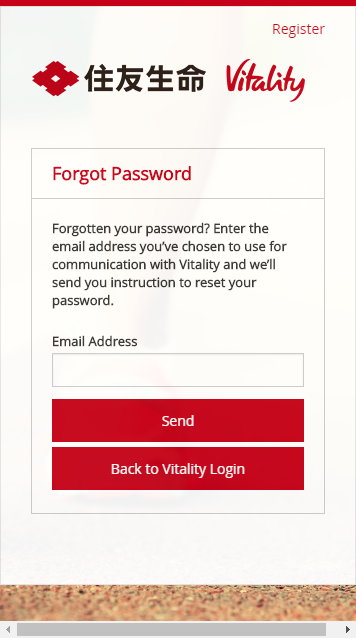 Register
住友生命 Vitality
Forgot Password
Forgotten your password? Enter the
email address you've chosen to use for
communication with Vitality and we'll
send you instruction to reset your
password.
Email Address
Send
Back to Vitality Login